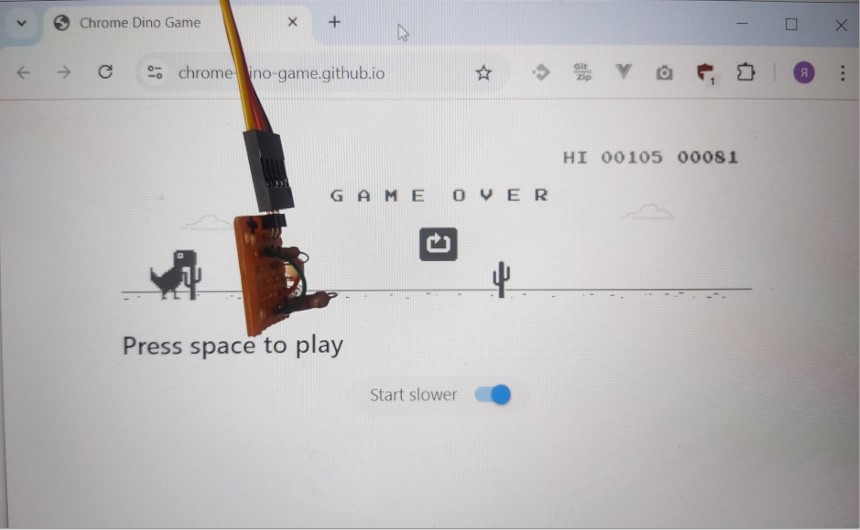 Chrome Dino Game
chrome-ino-game.github.io
Git
Zip
1
Я
HI 00105 00081
GAME OVER
Press space to play
Start slower